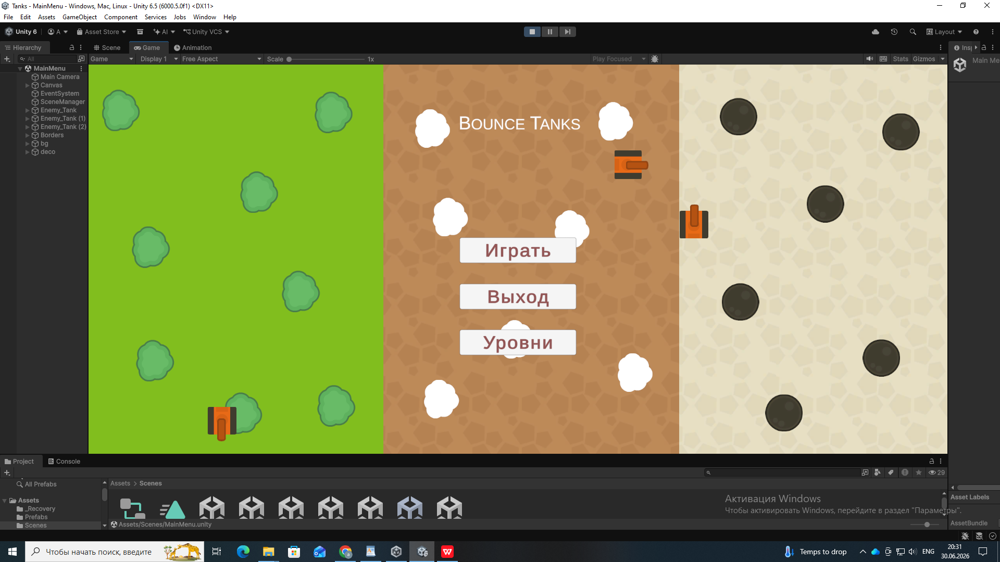 Tanks - MainMenu - Windows, Mac, Linux - Unity 6.5 (6000.5.0f1) <DX11>
File Edit Assets GameObject Component Services Jobs Window Help
Unity 6 A Asset Store AI Unity VCS Layout
Hierarchy Scene Game Animation Insp
All Game Display 1 Free Aspect Scale 1x Play Focused Stats Gizmos
Main Me
MainMenu
Main Camera
Canvas
EventSystem
SceneManager
Enemy_Tank
Enemy_Tank (1)
Enemy_Tank (2)
Borders
bg
deco
Bounce Tanks
Играть
Выход
Уровни
Project Console
29
All Prefabs
Assets
_Recovery
Prefabs
Scenes
Assets > Scenes
Assets/Scenes/MainMenu.unity
Asset Labels
AssetBundle
Активация Windows
Чтобы активировать Windows, перейдите в раздел "Параметры".
Чтобы начать поиск, введите
Temps to drop
ENG
20:31
30.06.2026